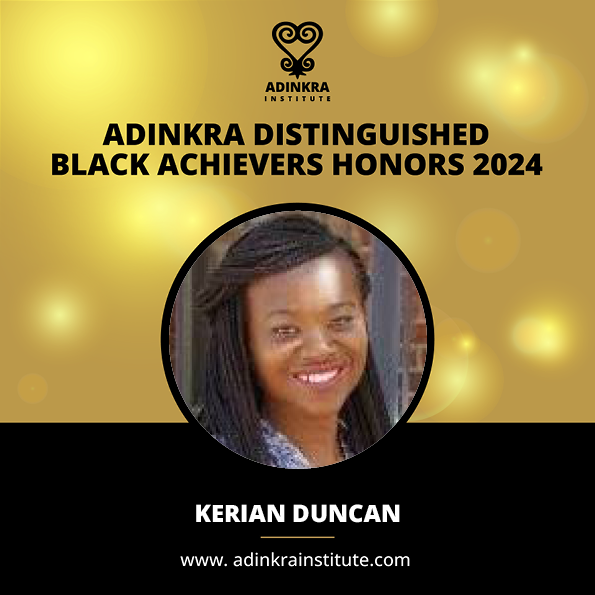 ADINKRA
INSTITUTE
ADINKRA DISTINGUISHED
BLACK ACHIEVERS HONORS 2024
KERIAN DUNCAN
www. adinkrainstitute.com